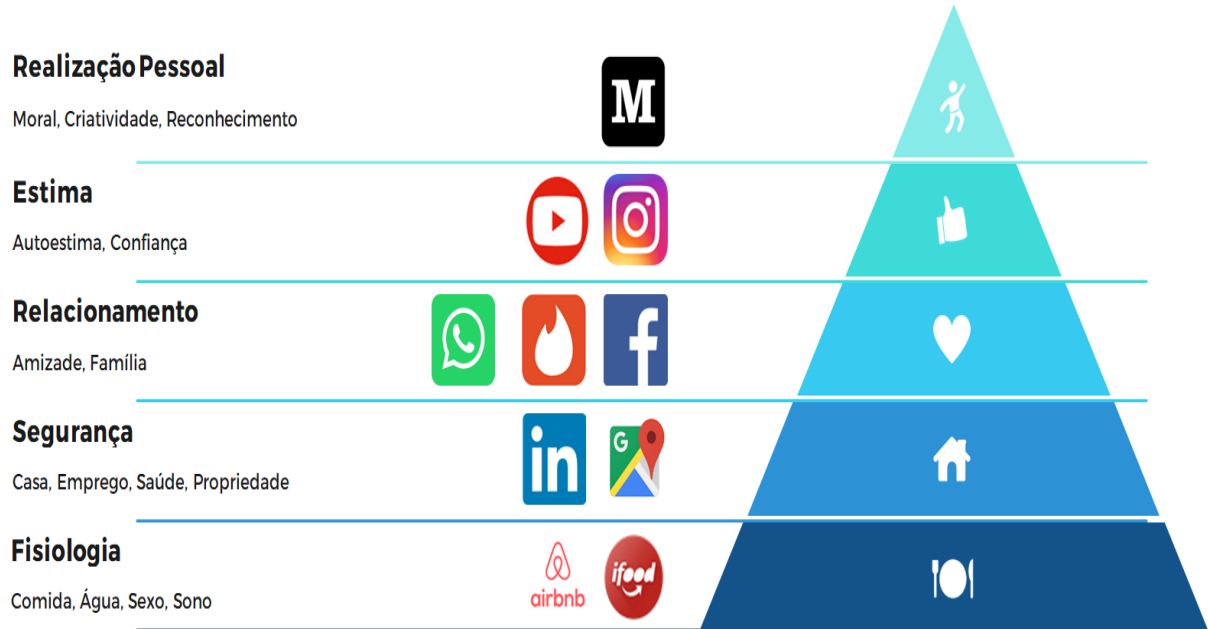 Realização Pessoal
Moral, Criatividade, Reconhecimento
M
Estima
Autoestima, Confiança
Relacionamento
Amizade, Família
f
Segurança
Casa, Emprego, Saúde, Propriedade
in
G
Fisiologia
Comida, Água, Sexo, Sono
airbnb
ifood